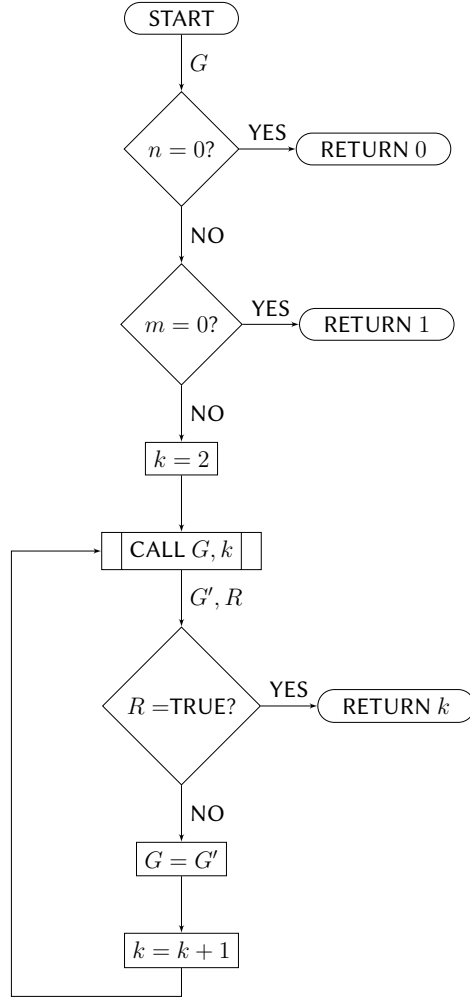 START
G
n = 0?
YES
RETURN 0
NO
m = 0?
YES
RETURN 1
NO
k = 2
CALL G, k
G′, R
R =TRUE?
YES
RETURN k
NO
G = G′
k = k + 1